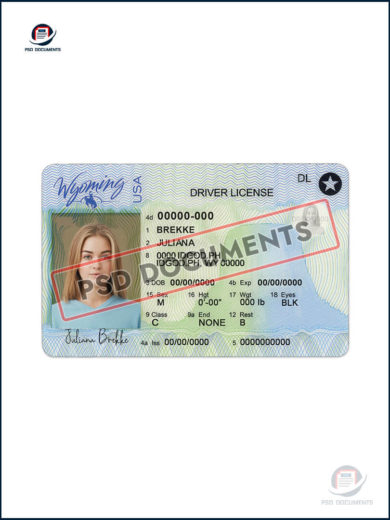 PSD DOCUMENTS
Wyoming
USA
DRIVER LICENSE
DL
4d 00000-000
1 BREKKE
2 JULIANA
8 0000 IDGOD PH
IDGOD PH, WY 00000
3 DOB 00/00/0000 4b Exp 00/00/0000
15 Sex 16 Hgt 17 Wgt 18 Eyes
M 0'-00" 000 lb BLK
9 Class 9a End 12 Rest
C NONE B
Juliana Brekke
4a Iss 00/00/0000 5 0000000000
PSD DOCUMENTS
PSD DOCUMENTS